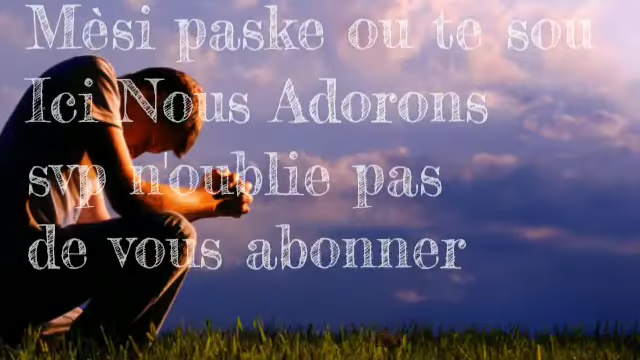 Mèsi paske ou te sou
Ici Nous Adorons
svp n'oublie pas
de vous abonner